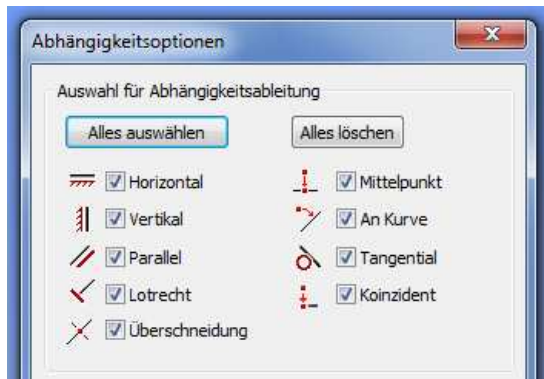 Abhängigkeitsoptionen
Auswahl für Abhängigkeitsableitung
Alles auswählen
Alles löschen
Horizontal
Mittelpunkt
Vertikal
An Kurve
Parallel
Tangential
Lotrecht
Koinzident
Überschneidung